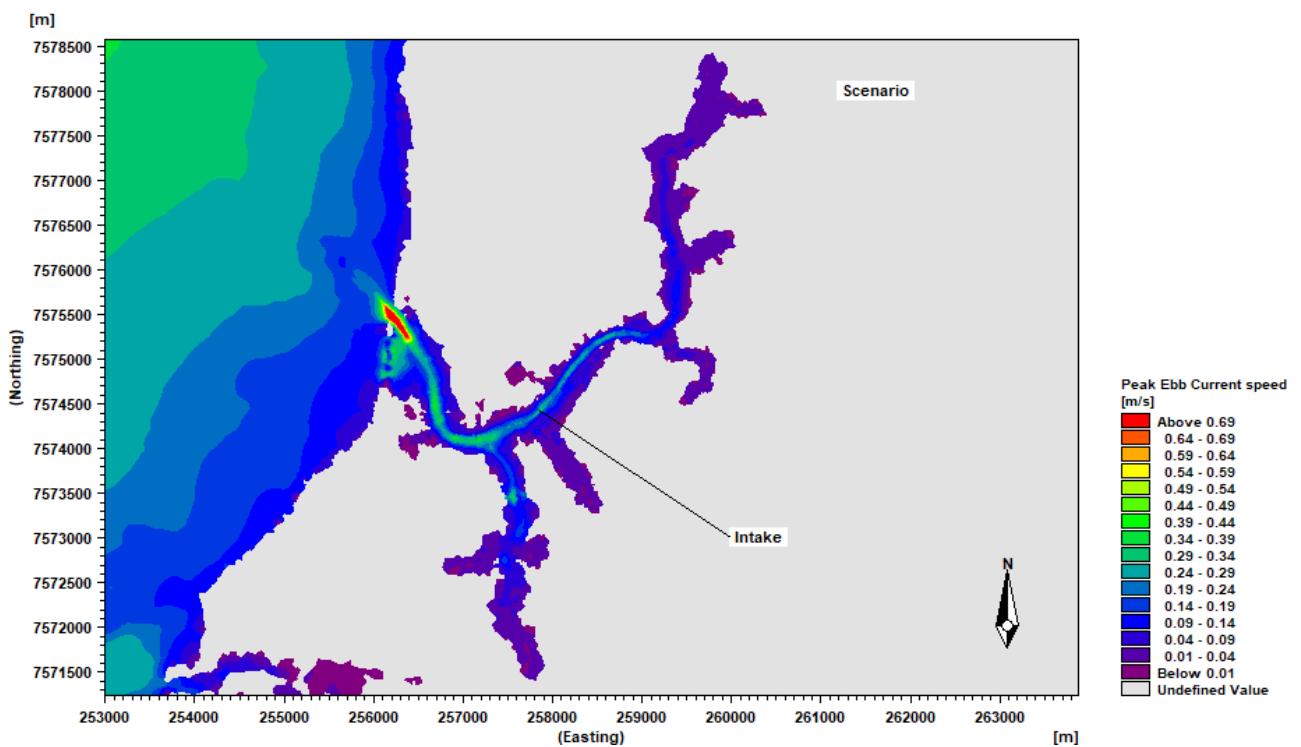 [m]
7578500
7578000
7577500
7577000
7576500
7576000
7575500
7575000
7574500
7574000
7573500
7573000
7572500
7572000
7571500
(Northing)
Scenario
Intake
N
253000 254000 255000 256000 257000 258000 259000 260000 261000 262000 263000
(Easting)
[m]
Peak Ebb Current speed
[m/s]
Above 0.69
0.64 - 0.69
0.59 - 0.64
0.54 - 0.59
0.49 - 0.54
0.44 - 0.49
0.39 - 0.44
0.34 - 0.39
0.29 - 0.34
0.24 - 0.29
0.19 - 0.24
0.14 - 0.19
0.09 - 0.14
0.04 - 0.09
0.01 - 0.04
Below 0.01
Undefined Value